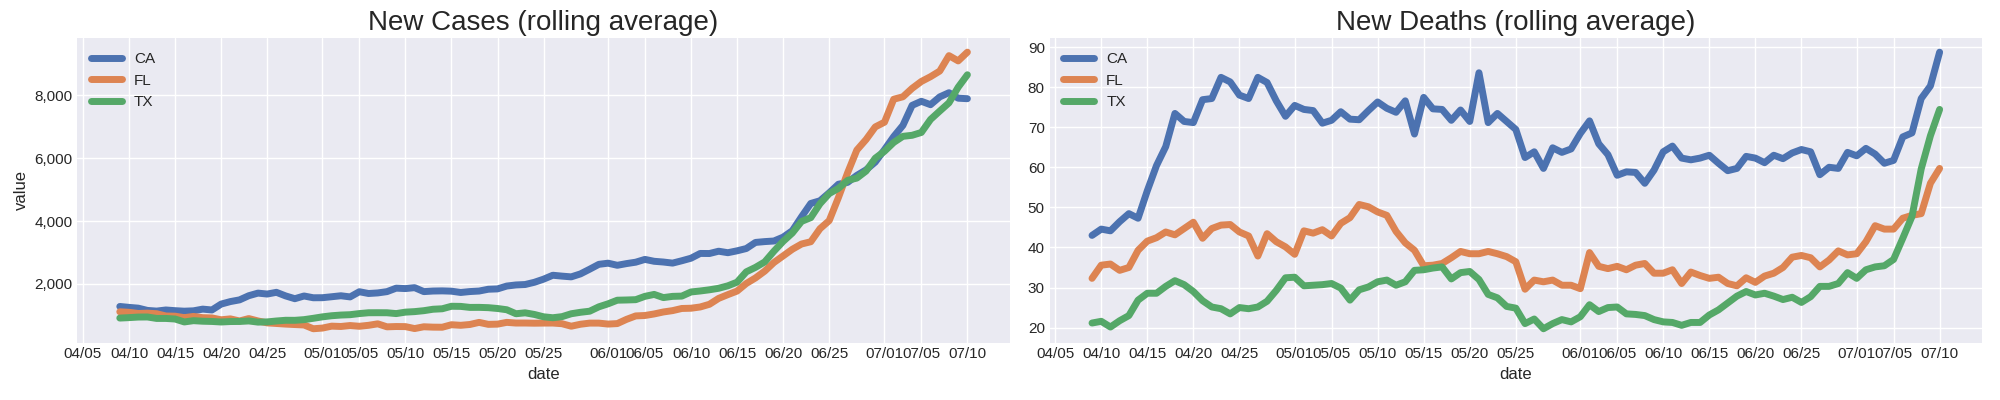 New Cases (rolling average)
CA
FL
TX
8,000
6,000
4,000
2,000
value
04/05 04/10 04/15 04/20 04/25 05/01 05/05 05/10 05/15 05/20 05/25 06/01 06/05 06/10 06/15 06/20 06/25 07/01 07/05 07/10
date
New Deaths (rolling average)
CA
FL
TX
90
80
70
60
50
40
30
20
04/05 04/10 04/15 04/20 04/25 05/01 05/05 05/10 05/15 05/20 05/25 06/01 06/05 06/10 06/15 06/20 06/25 07/01 07/05 07/10
date